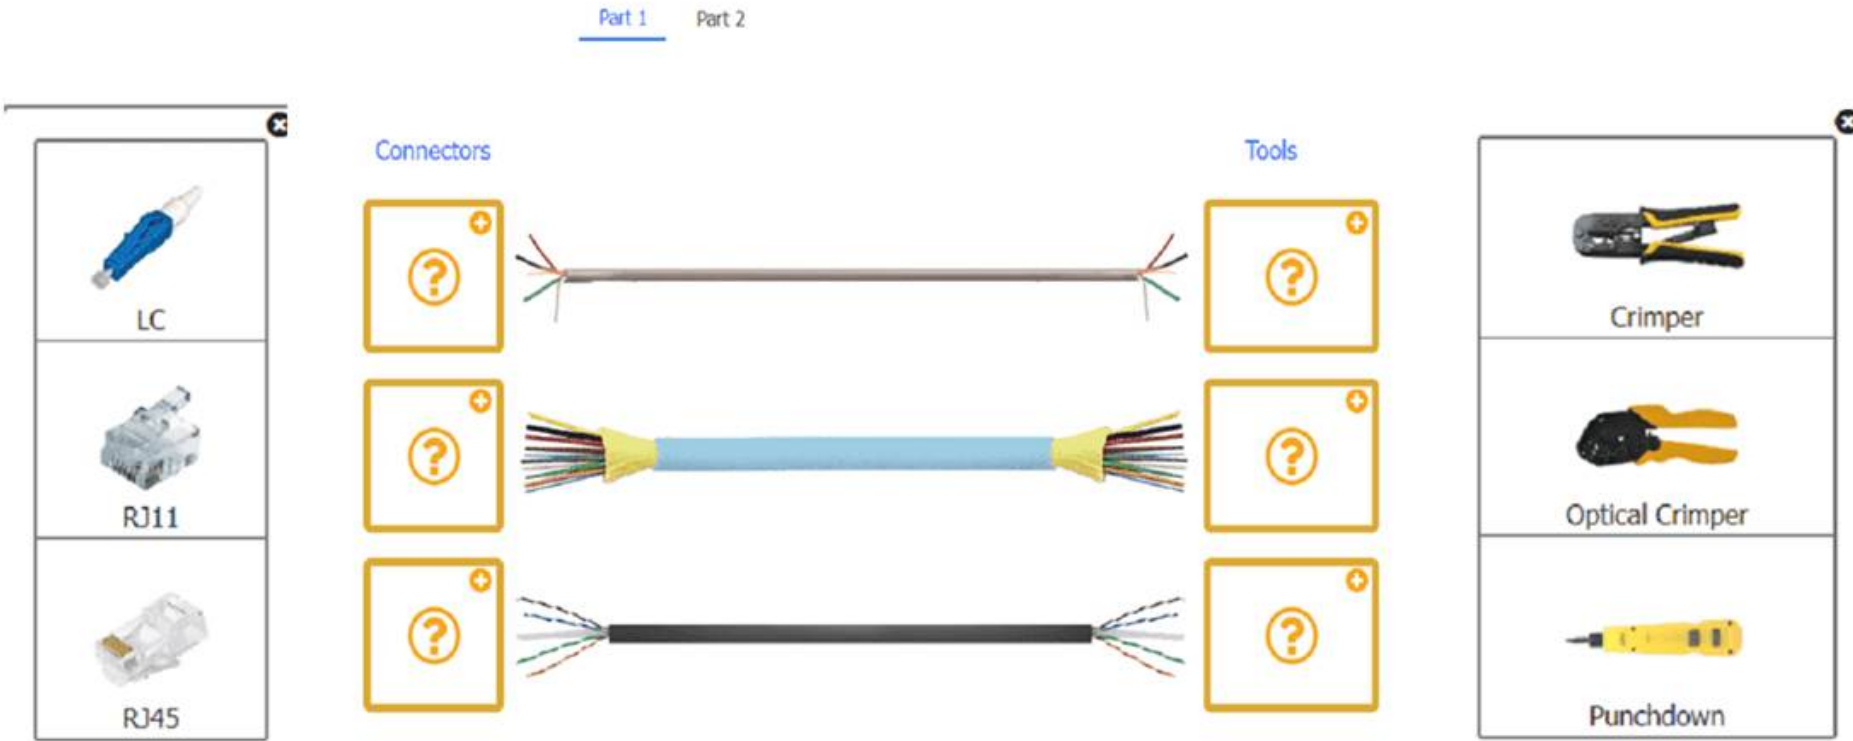 Part 1 Part 2
Connectors
Tools
LC
RJ11
RJ45
?
?
?
?
?
?
Crimper
Optical Crimper
Punchdown